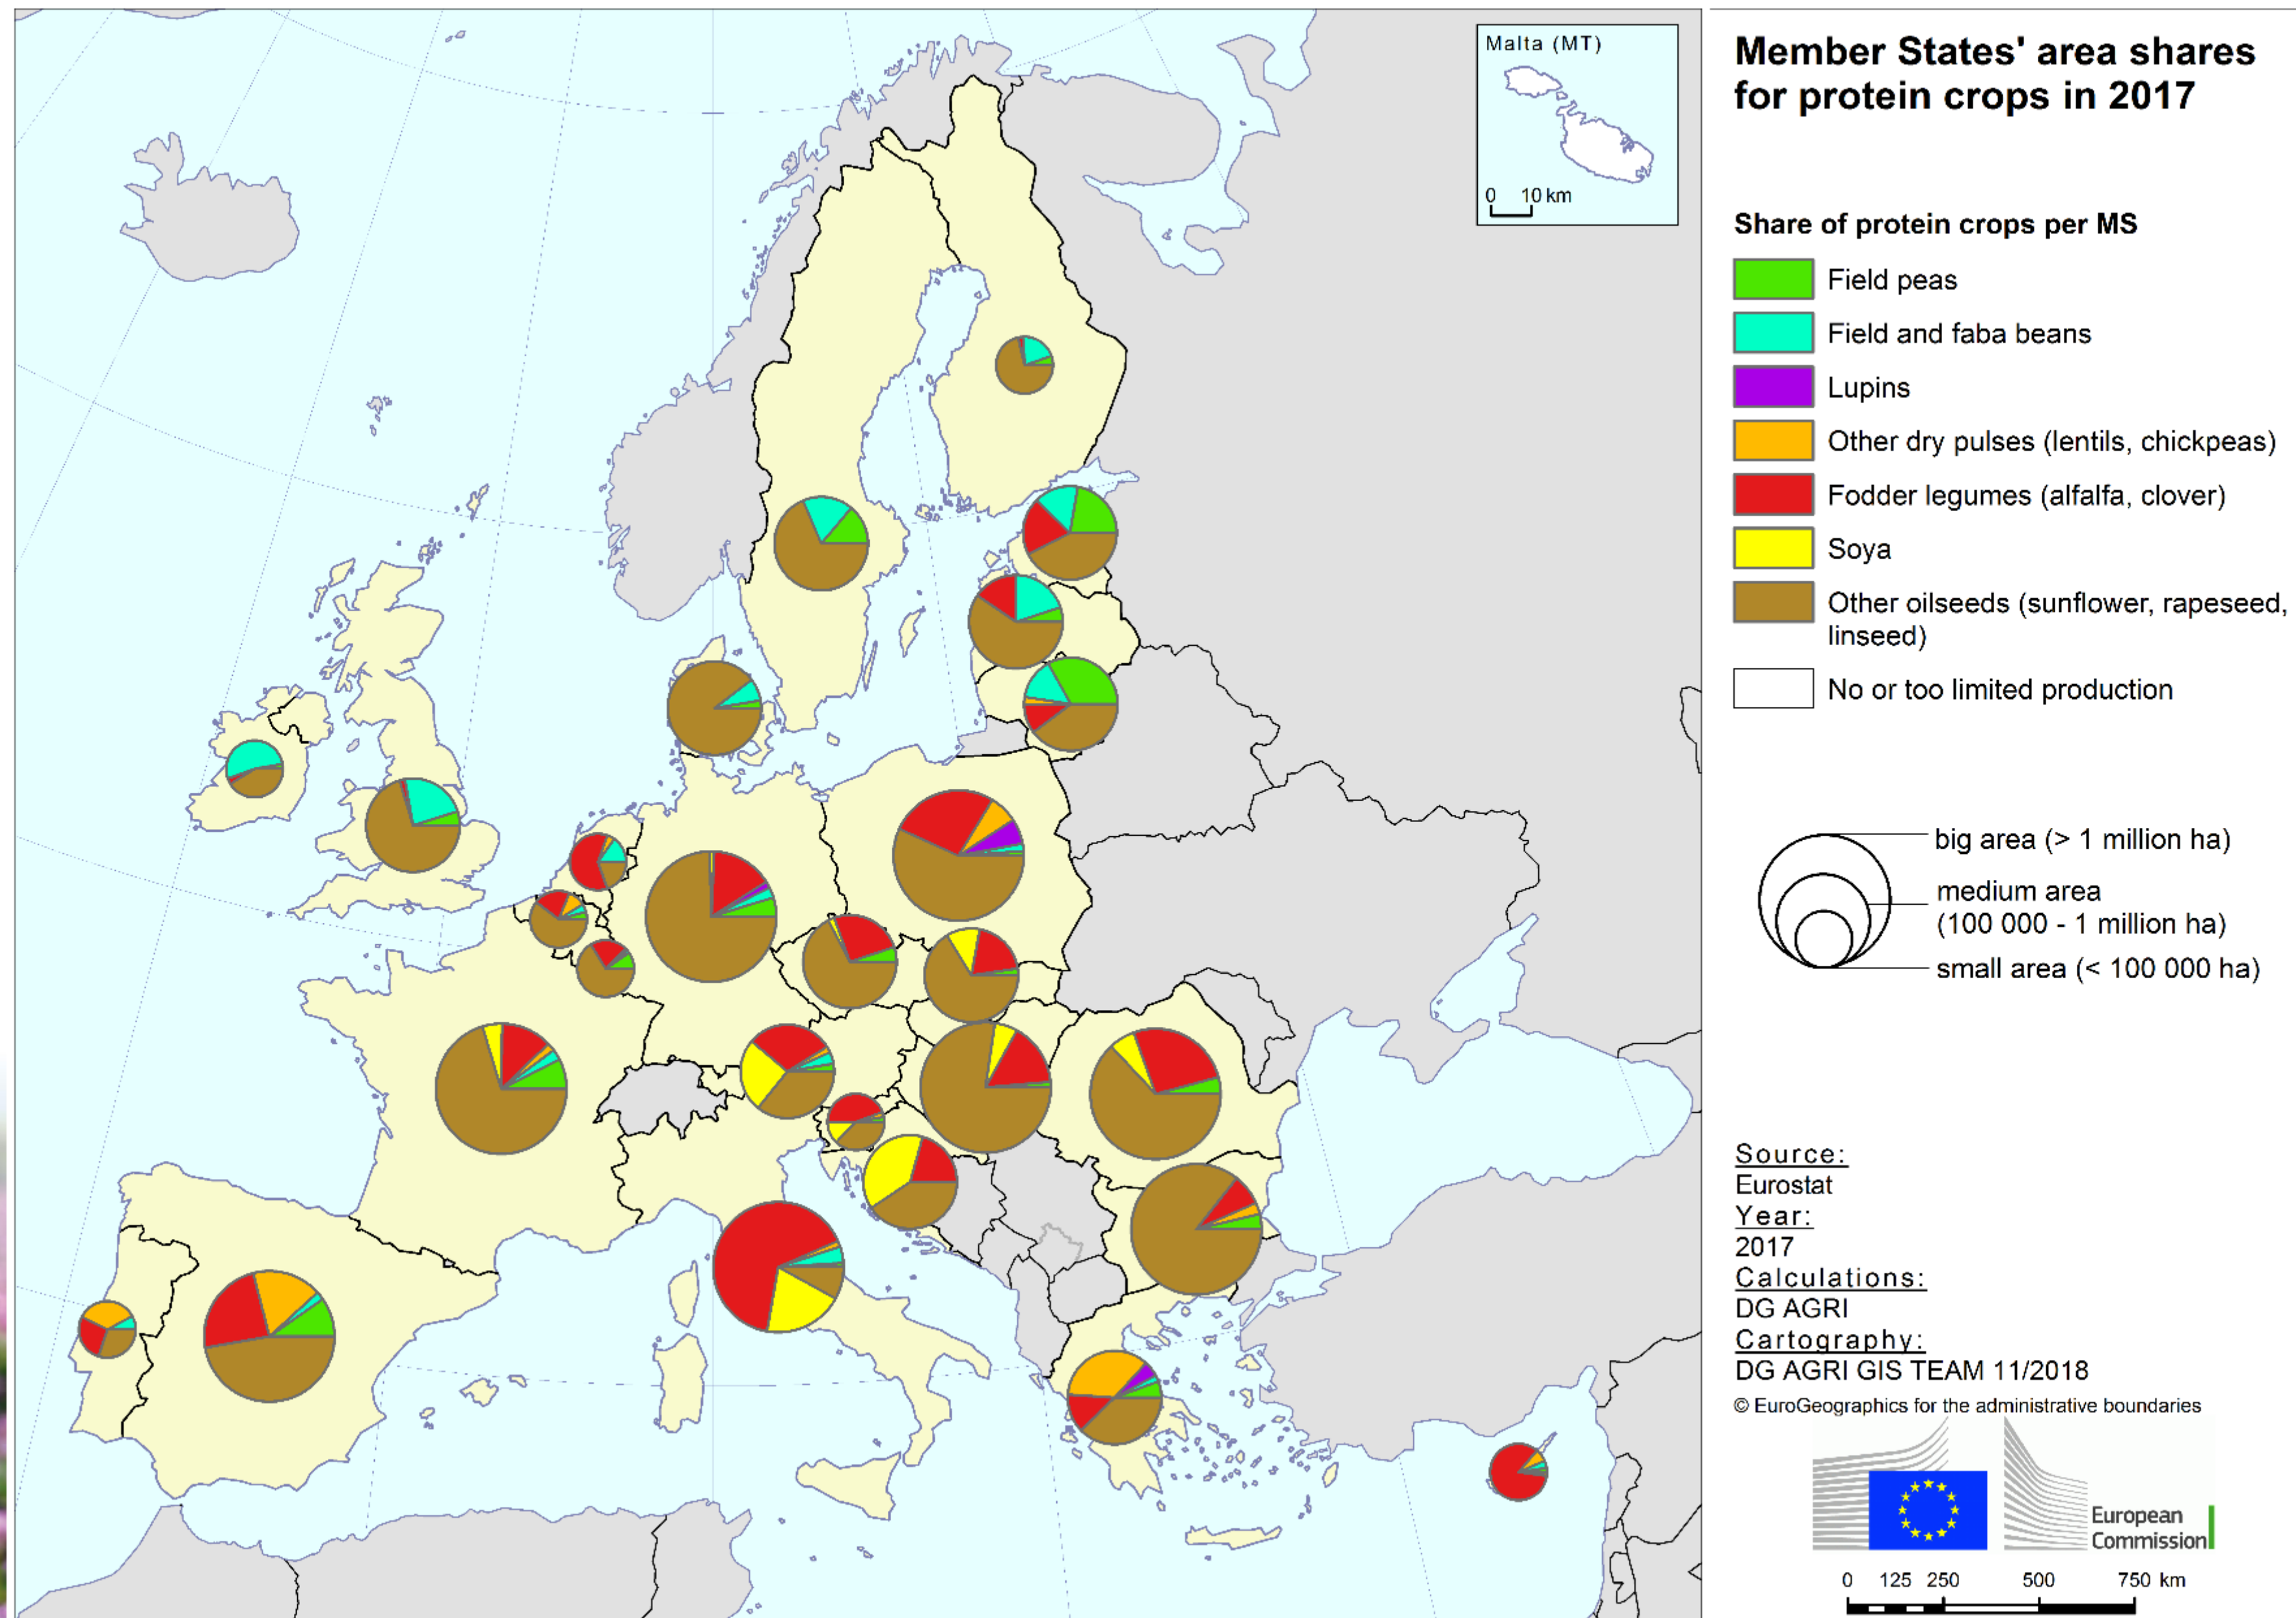 Malta (MT)
0 10 km
Member States' area shares
for protein crops in 2017
Share of protein crops per MS
Field peas
Field and faba beans
Lupins
Other dry pulses (lentils, chickpeas)
Fodder legumes (alfalfa, clover)
Soya
Other oilseeds (sunflower, rapeseed,
linseed)
No or too limited production
big area (> 1 million ha)
medium area
(100 000 - 1 million ha)
small area (< 100 000 ha)
Source:
Eurostat
Year:
2017
Calculations:
DG AGRI
Cartography:
DG AGRI GIS TEAM 11/2018
© EuroGeographics for the administrative boundaries
European
Commission
0 125 250 500 750 km